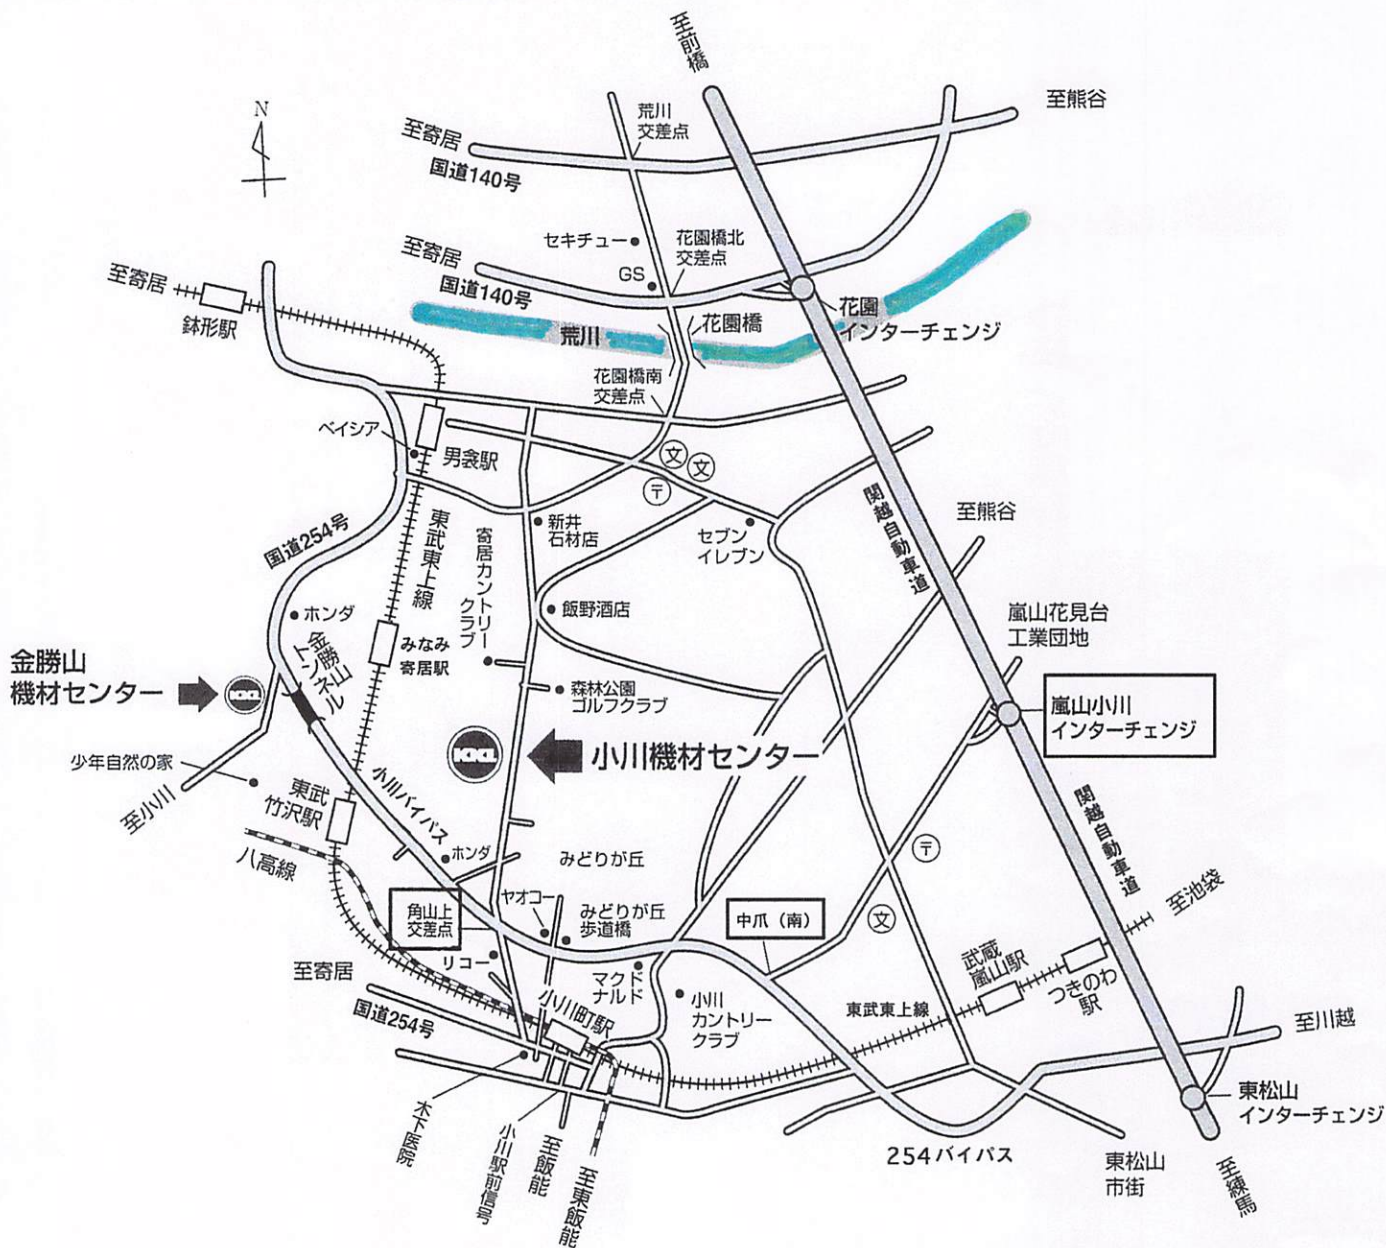 至前橋
N
荒川
交差点
至熊谷
至寄居
国道140号
セキチュー
花園橋北
交差点
至寄居
GS
国道140号
至寄居
鉢形駅
花園橋
花園
インターチェンジ
荒川
花園橋南
交差点
ベイシア
男衾駅
文
文
〒
関越自動車道
至熊谷
国道254号
東武東上線
寄居カントリー
クラブ
新井
石材店
セブン
イレブン
ホンダ
飯野酒店
嵐山花見台
工業団地
金勝山
トンネル
みなみ
寄居駅
金勝山
機材センター
KKL
森林公園
ゴルフクラブ
嵐山小川
インターチェンジ
KKL
小川機材センター
少年自然の家
至小川
東武
竹沢駅
小川バイパス
関越自動車道
八高線
ホンダ
みどりが丘
〒
角山上
交差点
ヤオコー
みどりが丘
歩道橋
中爪（南）
文
至池袋
リコー
至寄居
マクド
ナルド
武蔵
嵐山駅
つきのわ
駅
国道254号
小川町駅
小川
カントリー
クラブ
東武東上線
至川越
東松山
インターチェンジ
木下医院
小川駅前信号
至飯能
至東飯能
254バイパス
東松山
市街
至練馬